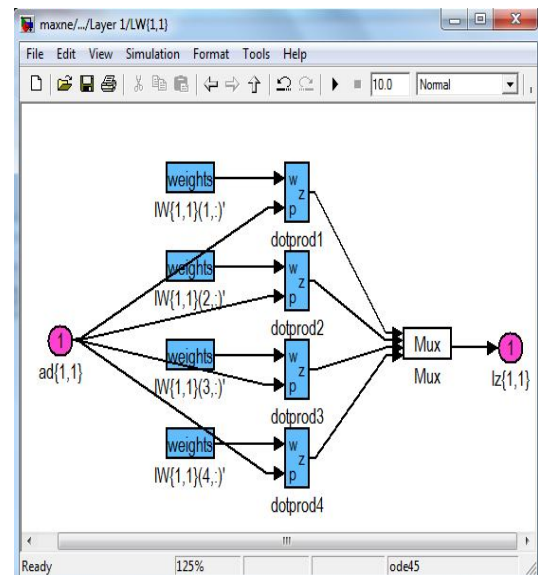 maxne/.../Layer 1/LW{1,1}
File Edit View Simulation Format Tools Help
10.0 Normal
weights
IW{1,1}(1,:)'
w
z
p
dotprod1
weights
IW{1,1}(2,:)'
w
z
p
dotprod2
1
ad{1,1}
Mux
Mux
1
lz{1,1}
weights
IW{1,1}(3,:)'
w
z
p
dotprod3
weights
IW{1,1}(4,:)'
w
z
p
dotprod4
Ready 125% ode45